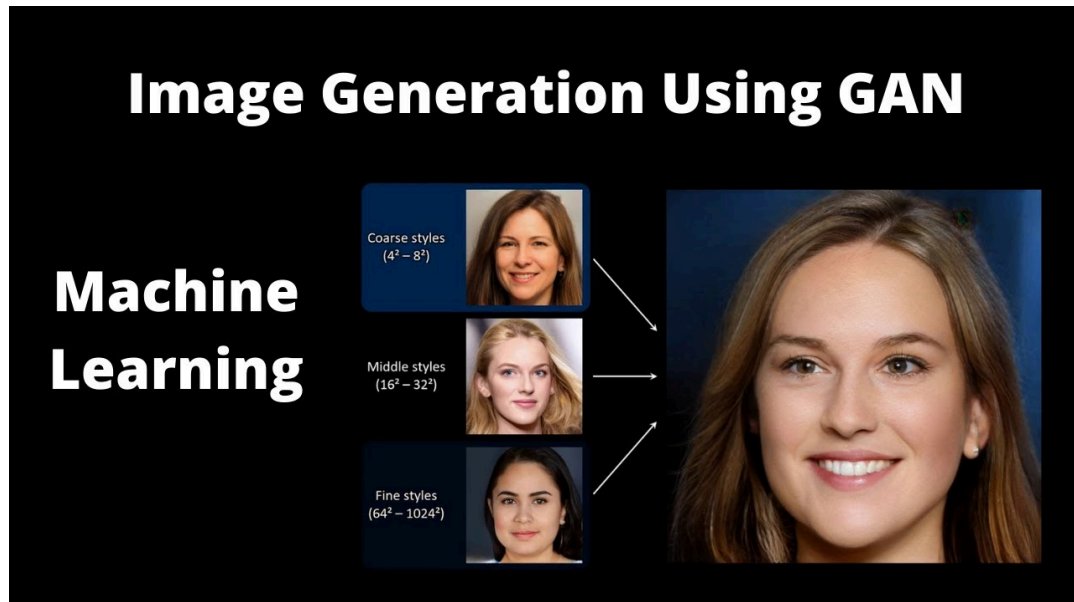 Image Generation Using GAN
Machine
Learning
Coarse styles
(4² – 8²)
Middle styles
(16² – 32²)
Fine styles
(64² – 1024²)